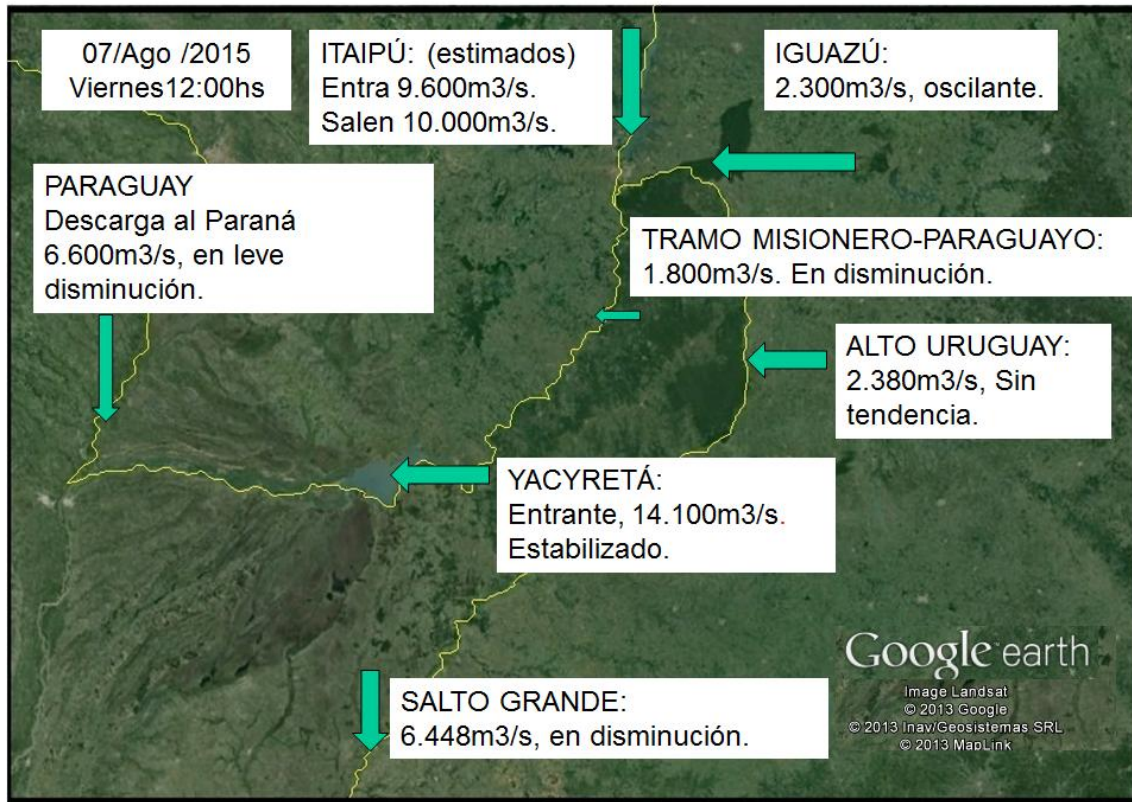 07/Ago /2015
Viernes12:00hs
ITAIPÚ: (estimados)
Entra 9.600m3/s.
Salen 10.000m3/s.
IGUAZÚ:
2.300m3/s, oscilante.
PARAGUAY
Descarga al Paraná
6.600m3/s, en leve
disminución.
TRAMO MISIONERO-PARAGUAYO:
1.800m3/s. En disminución.
ALTO URUGUAY:
2.380m3/s, Sin
tendencia.
YACYRETÁ:
Entrante, 14.100m3/s.
Estabilizado.
SALTO GRANDE:
6.448m3/s, en disminución.
Google earth
Image Landsat
© 2013 Google
© 2013 Inav/Geosistemas SRL
© 2013 MapLink